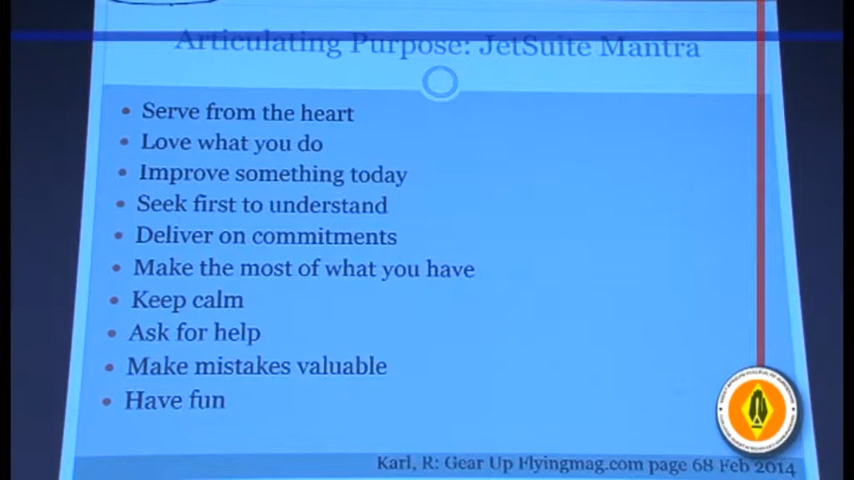 Articulating Purpose: JetSuite Mantra
Serve from the heart
Love what you do
Improve something today
Seek first to understand
Deliver on commitments
Make the most of what you have
Keep calm
Ask for help
Make mistakes valuable
Have fun
Karl, R: Gear Up Flyingmag.com page 68 Feb 2014